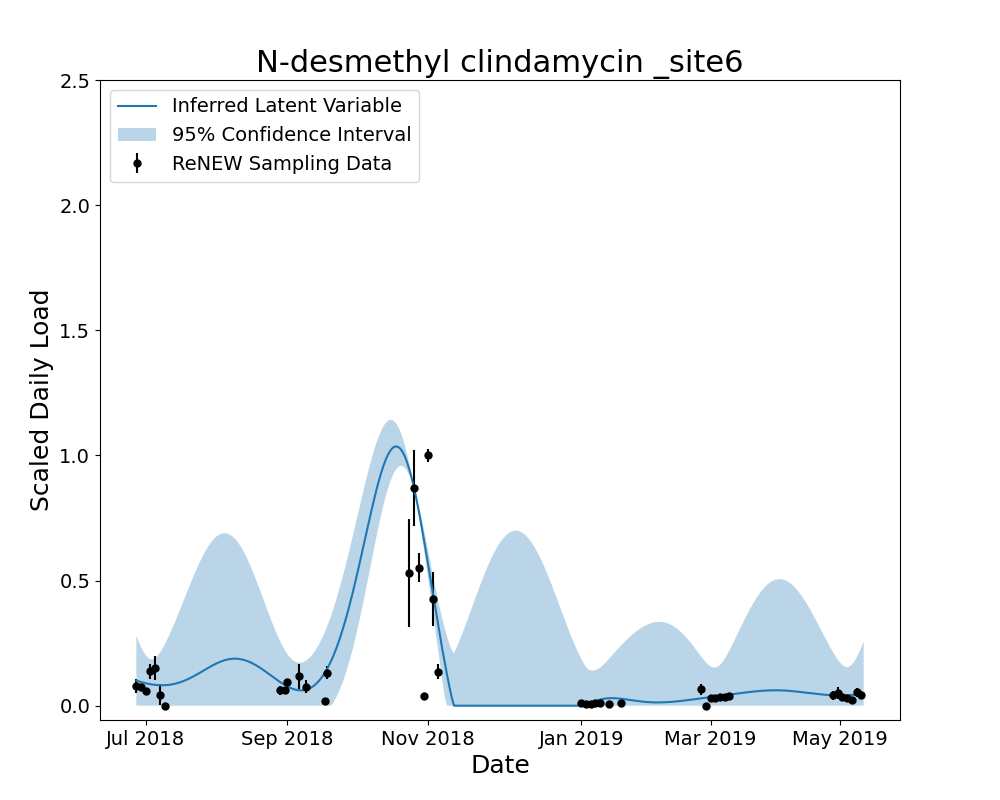 N-desmethyl clindamycin _site6
Inferred Latent Variable
95% Confidence Interval
ReNEW Sampling Data
Scaled Daily Load
2.5
2.0
1.5
1.0
0.5
0.0
Jul 2018 Sep 2018 Nov 2018 Jan 2019 Mar 2019 May 2019
Date